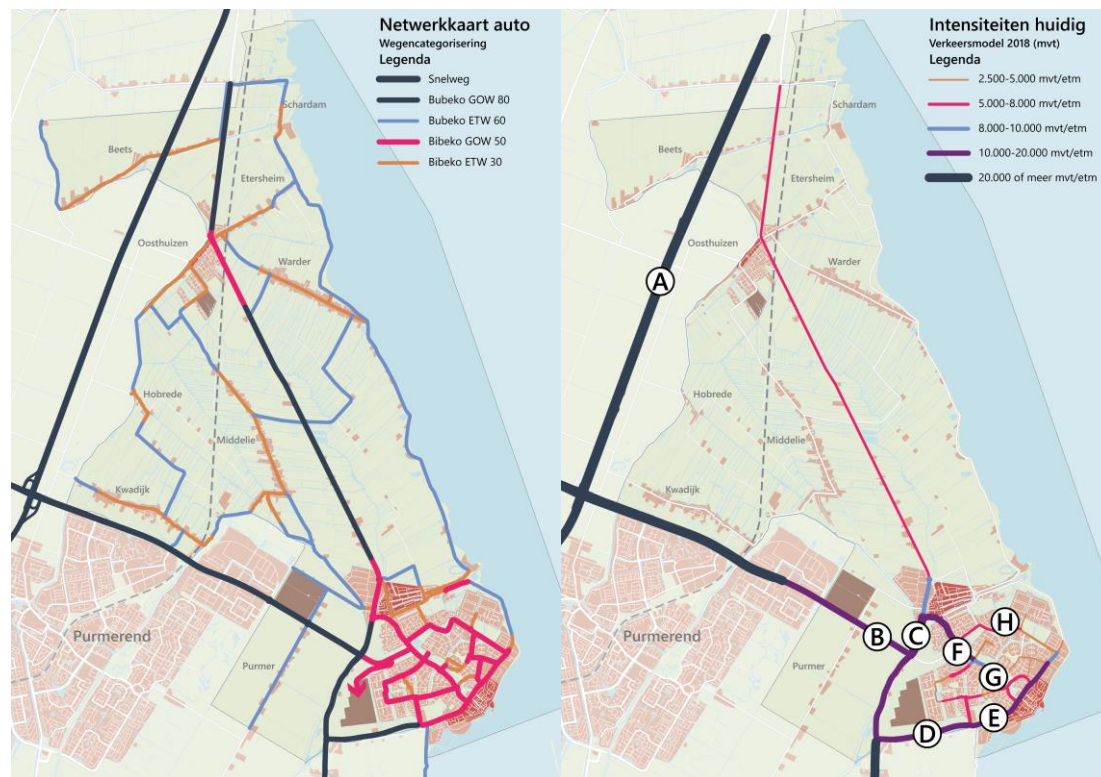 Netwerkkaart auto
Wegencategorisering
Legenda
Snelweg
Bubeko GOW 80
Bubeko ETW 60
Bibeko GOW 50
Bibeko ETW 30
Schardam
Beets
Etersheim
Oosthuizen
Warder
Hobrede
Middelie
Kwadijk
Purmerend
Purmer
Intensiteiten huidig
Verkeersmodel 2018 (mvt)
Legenda
2.500-5.000 mvt/etm
5.000-8.000 mvt/etm
8.000-10.000 mvt/etm
10.000-20.000 mvt/etm
20.000 of meer mvt/etm
Schardam
Beets
Etersheim
Oosthuizen
Warder
A
Hobrede
Middelie
Kwadijk
Purmerend
Purmer
B
C
H
F
G
E
D